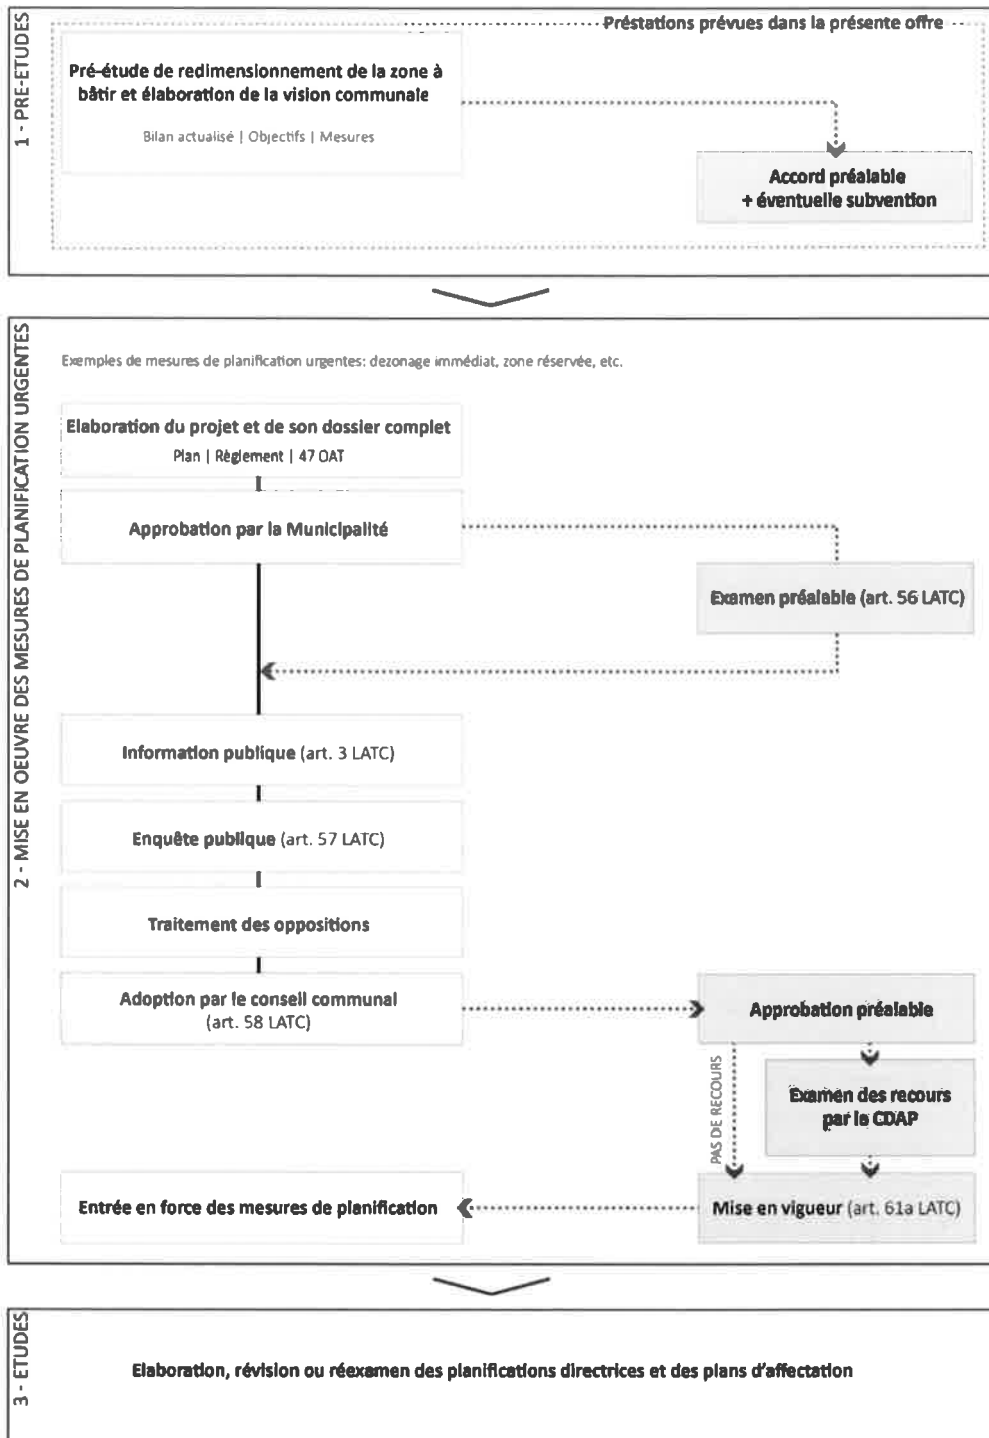 1 - PRE-ETUDES
Préstations prévues dans la présente offre
Pré-étude de redimensionnement de la zone à
bâtir et élaboration de la vision communale
Bilan actualisé | Objectifs | Mesures
Accord préalable
+ éventuelle subvention
2 - MISE EN OEUVRE DES MESURES DE PLANIFICATION URGENTES
Exemples de mesures de planification urgentes: dezonage immédiat, zone réservée, etc.
Elaboration du projet et de son dossier complet
Plan | Règlement | 47 OAT
Approbation par la Municipalité
Examen préalable (art. 56 LATC)
Information publique (art. 3 LATC)
Enquête publique (art. 57 LATC)
Traitement des oppositions
Adoption par le conseil communal
(art. 58 LATC)
Approbation préalable
PAS DE RECOURS
Examen des recours
par la CDAP
Entrée en force des mesures de planification
Mise en vigueur (art. 61a LATC)
3 - ETUDES
Elaboration, révision ou réexamen des planifications directrices et des plans d'affectation